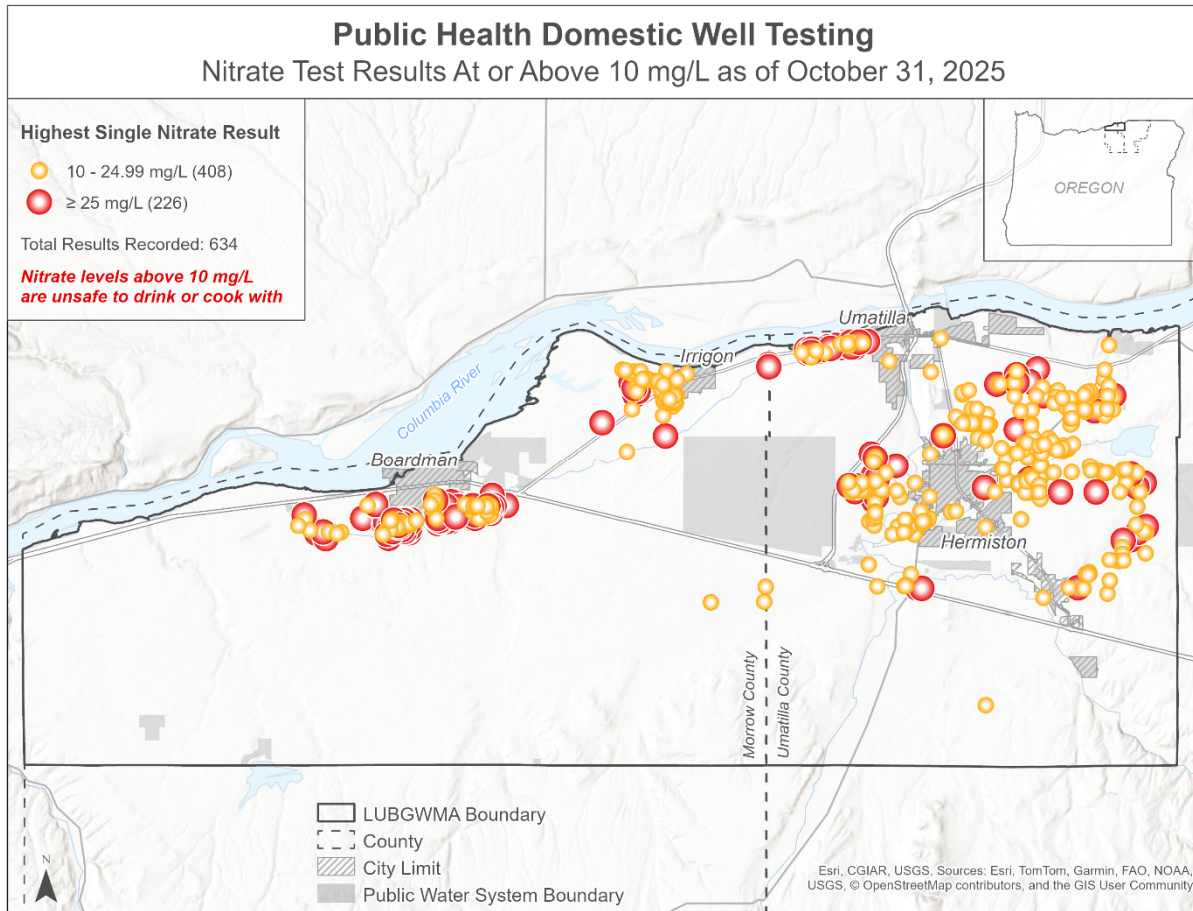 Public Health Domestic Well Testing
Nitrate Test Results At or Above 10 mg/L as of October 31, 2025
Highest Single Nitrate Result
10 - 24.99 mg/L (408)
≥ 25 mg/L (226)
Total Results Recorded: 634
Nitrate levels above 10 mg/L
are unsafe to drink or cook with
OREGON
Umatilla
Irrigon
Columbia River
Boardman
Hermiston
Morrow County
Umatilla County
LUBGWMA Boundary
County
City Limit
Public Water System Boundary
N
Esri, CGIAR, USGS, Sources: Esri, TomTom, Garmin, FAO, NOAA,
USGS, © OpenStreetMap contributors, and the GIS User Community